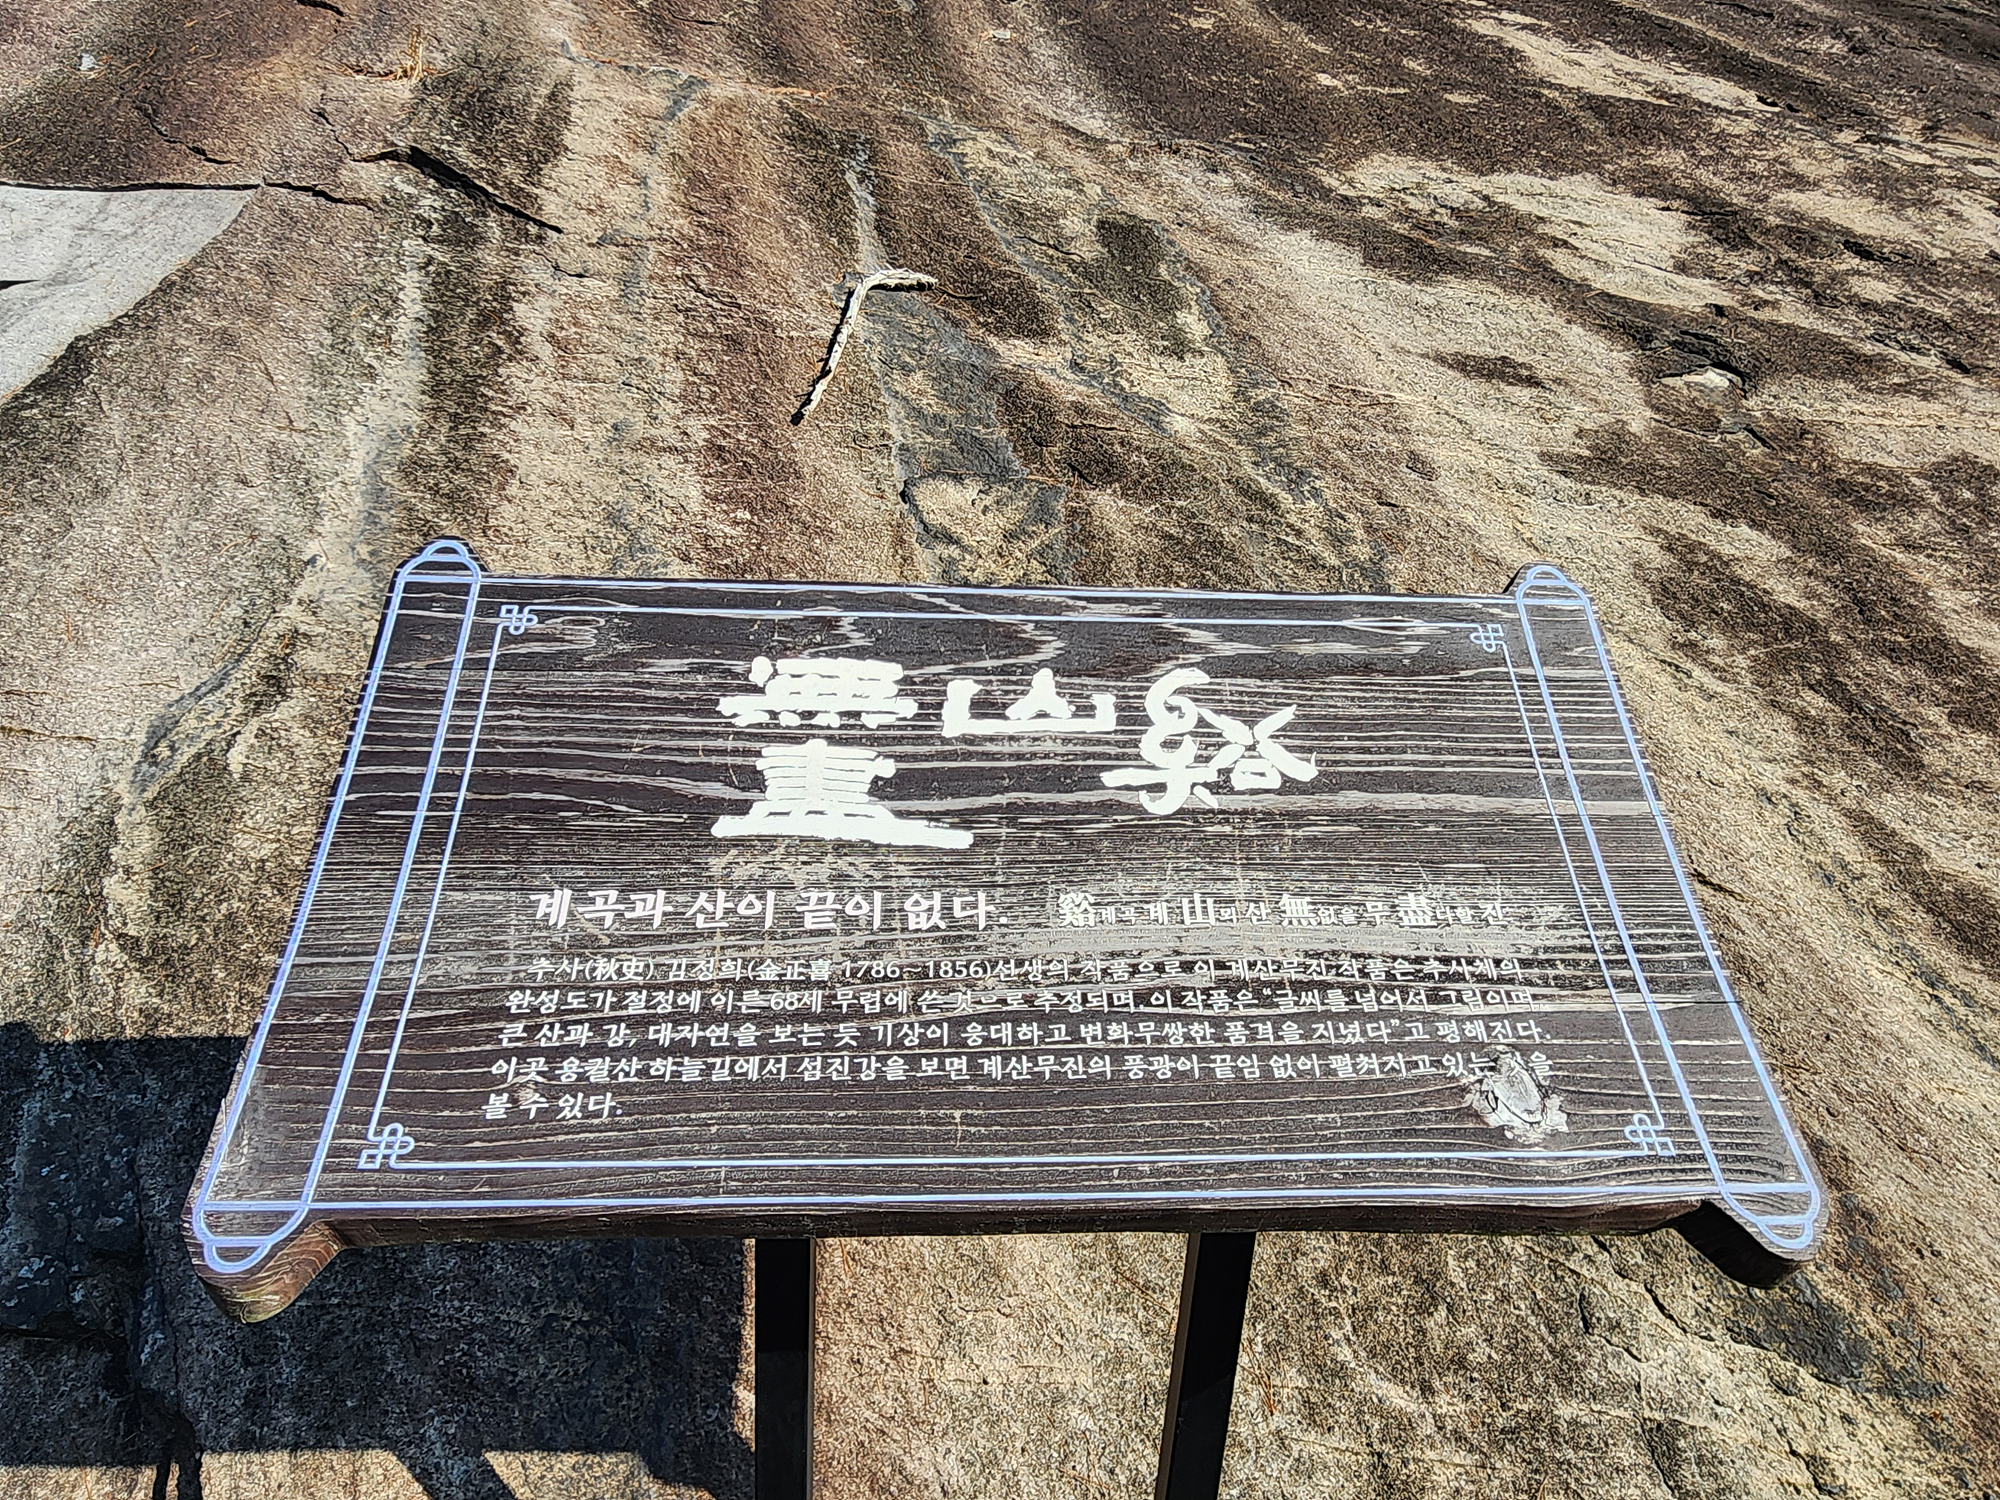 谿山無盡
계곡과 산이 끝이 없다. 谿계곡 계 山뫼 산 無없을 무 盡다할 진
추사(秋史) 김정희(金正喜 1786~1856)선생의 작품으로 이 계산무진 작품은 추사체의
완성도가 절정에 이른 68세 무렵에 쓴 것으로 추정되며, 이 작품은 “글씨를 넘어서 그림이며,
큰 산과 강, 대자연을 보는 듯 기상이 웅대하고 변화무쌍한 품격을 지녔다”고 평해진다.
이곳 용궐산 하늘길에서 섬진강을 보면 계산무진의 풍광이 끝임 없이 펼쳐지고 있는 것을
볼 수 있다.